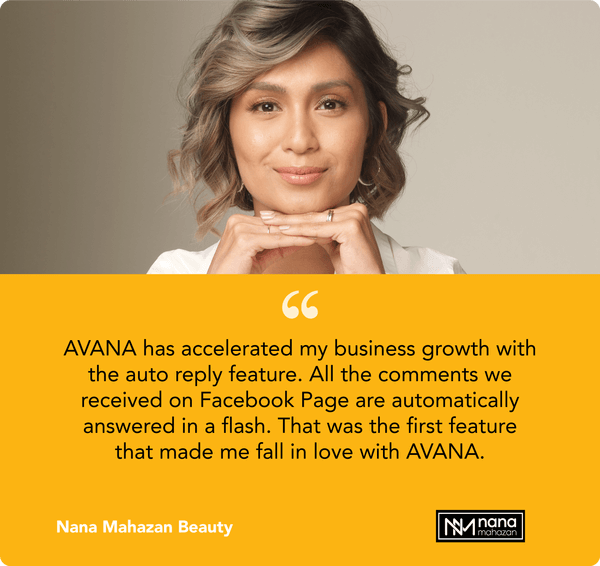 “
AVANA has accelerated my business growth with
the auto reply feature. All the comments we
received on Facebook Page are automatically
answered in a flash. That was the first feature
that made me fall in love with AVANA.
Nana Mahazan Beauty
NM nana
mahazan